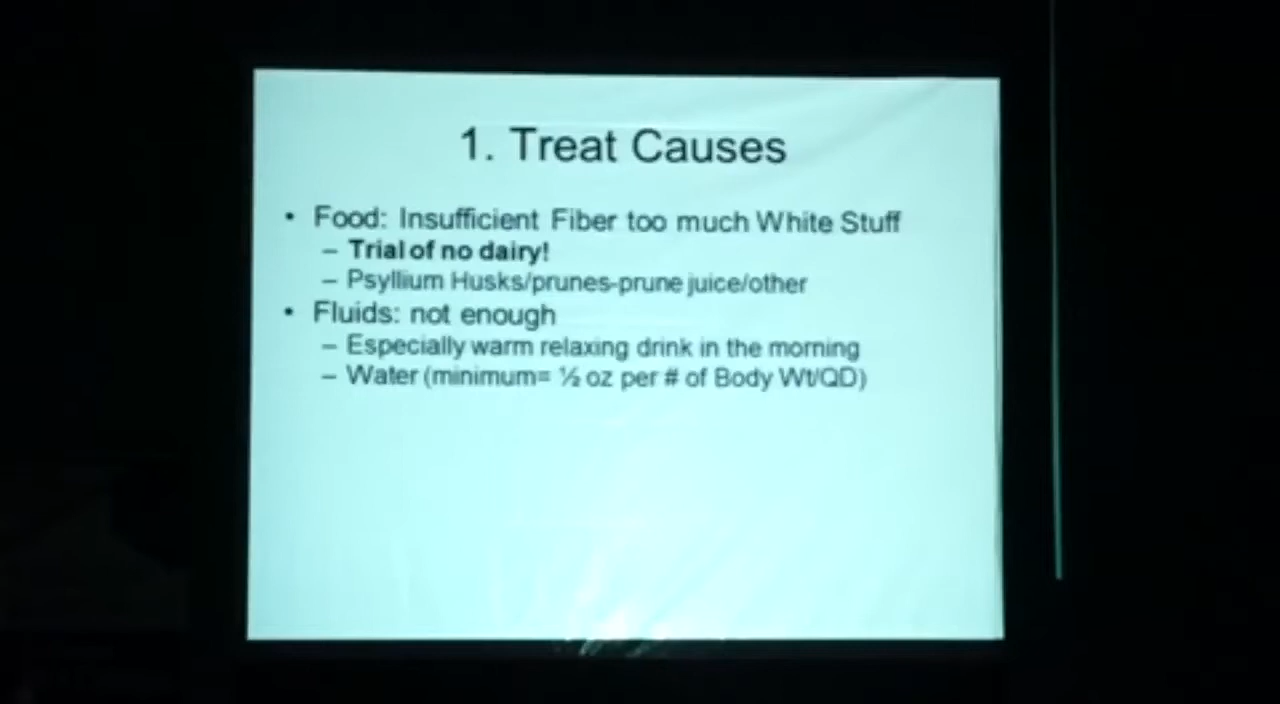 1. Treat Causes
• Food: Insufficient Fiber too much White Stuff
– Trial of no dairy!
– Psyllium Husks/prunes-prune juice/other
• Fluids: not enough
– Especially warm relaxing drink in the morning
– Water (minimum= ½ oz per # of Body Wt/QD)